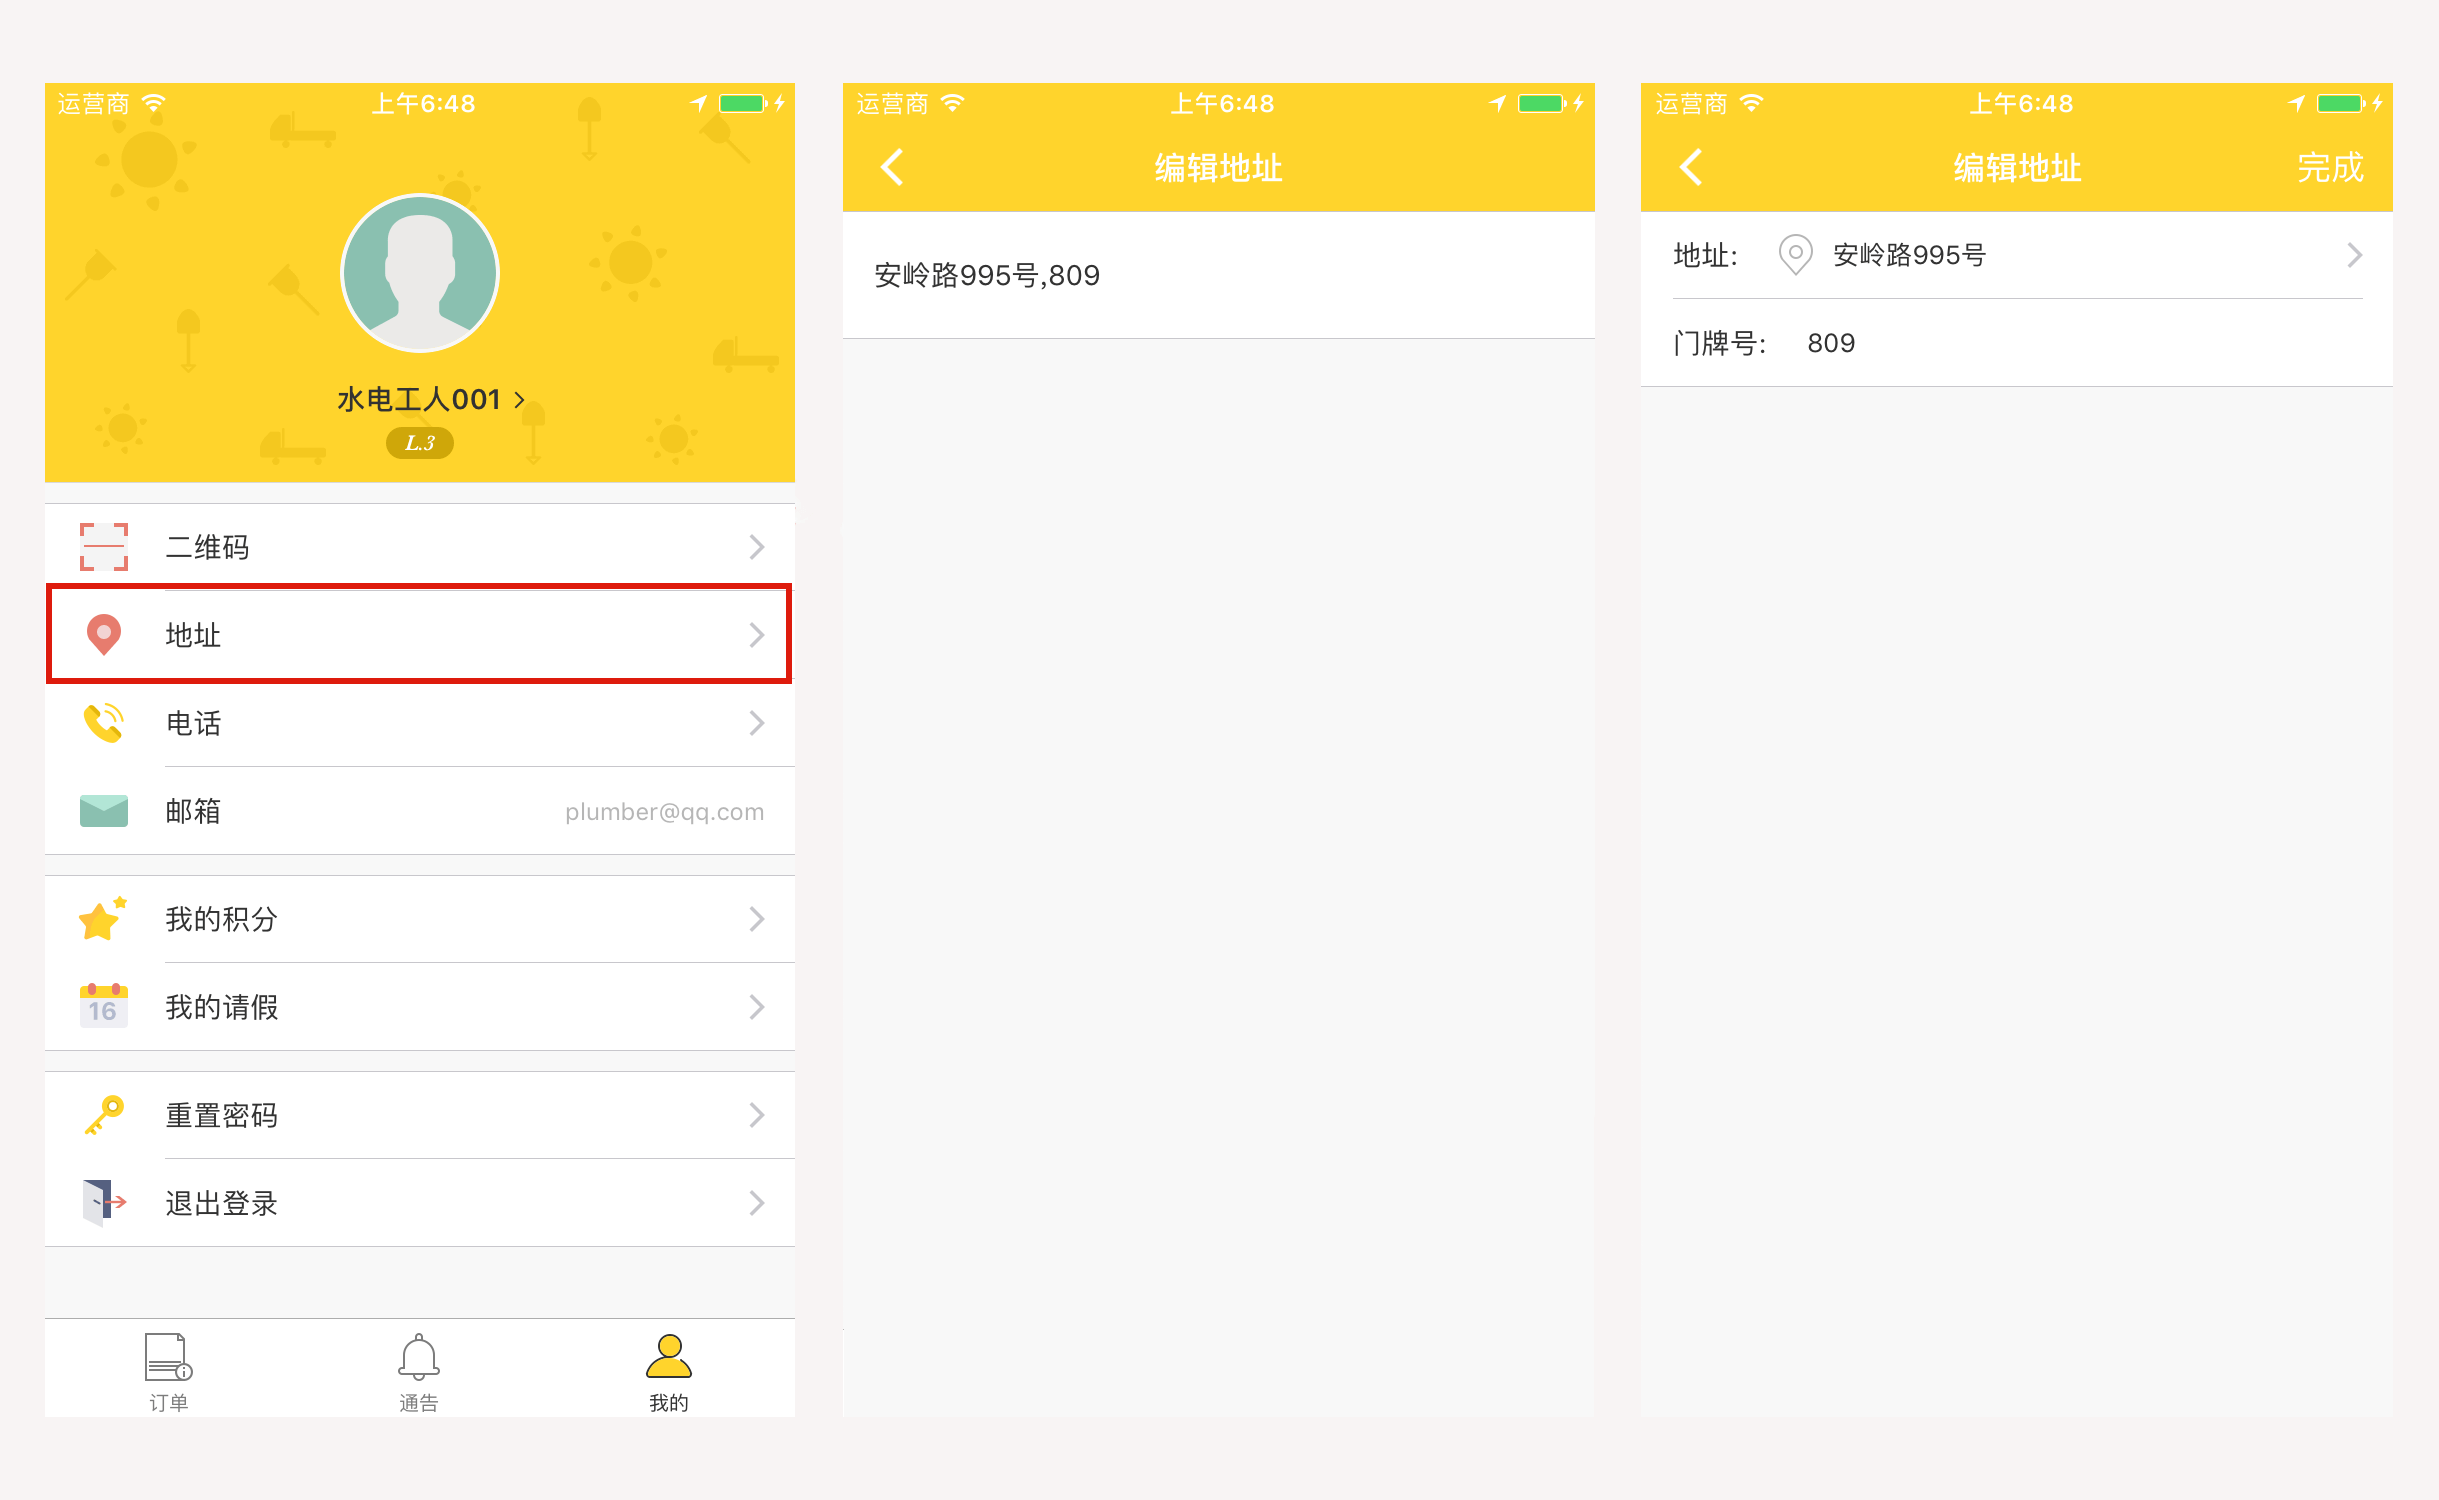 运营商 上午6:48
水电工人001
L.3
二维码
地址
电话
邮箱 plumber@qq.com
我的积分
16 我的请假
重置密码
退出登录
订单 通告 我的
运营商 上午6:48
编辑地址
安岭路995号,809
运营商 上午6:48
编辑地址 完成
地址: 安岭路995号
门牌号: 809